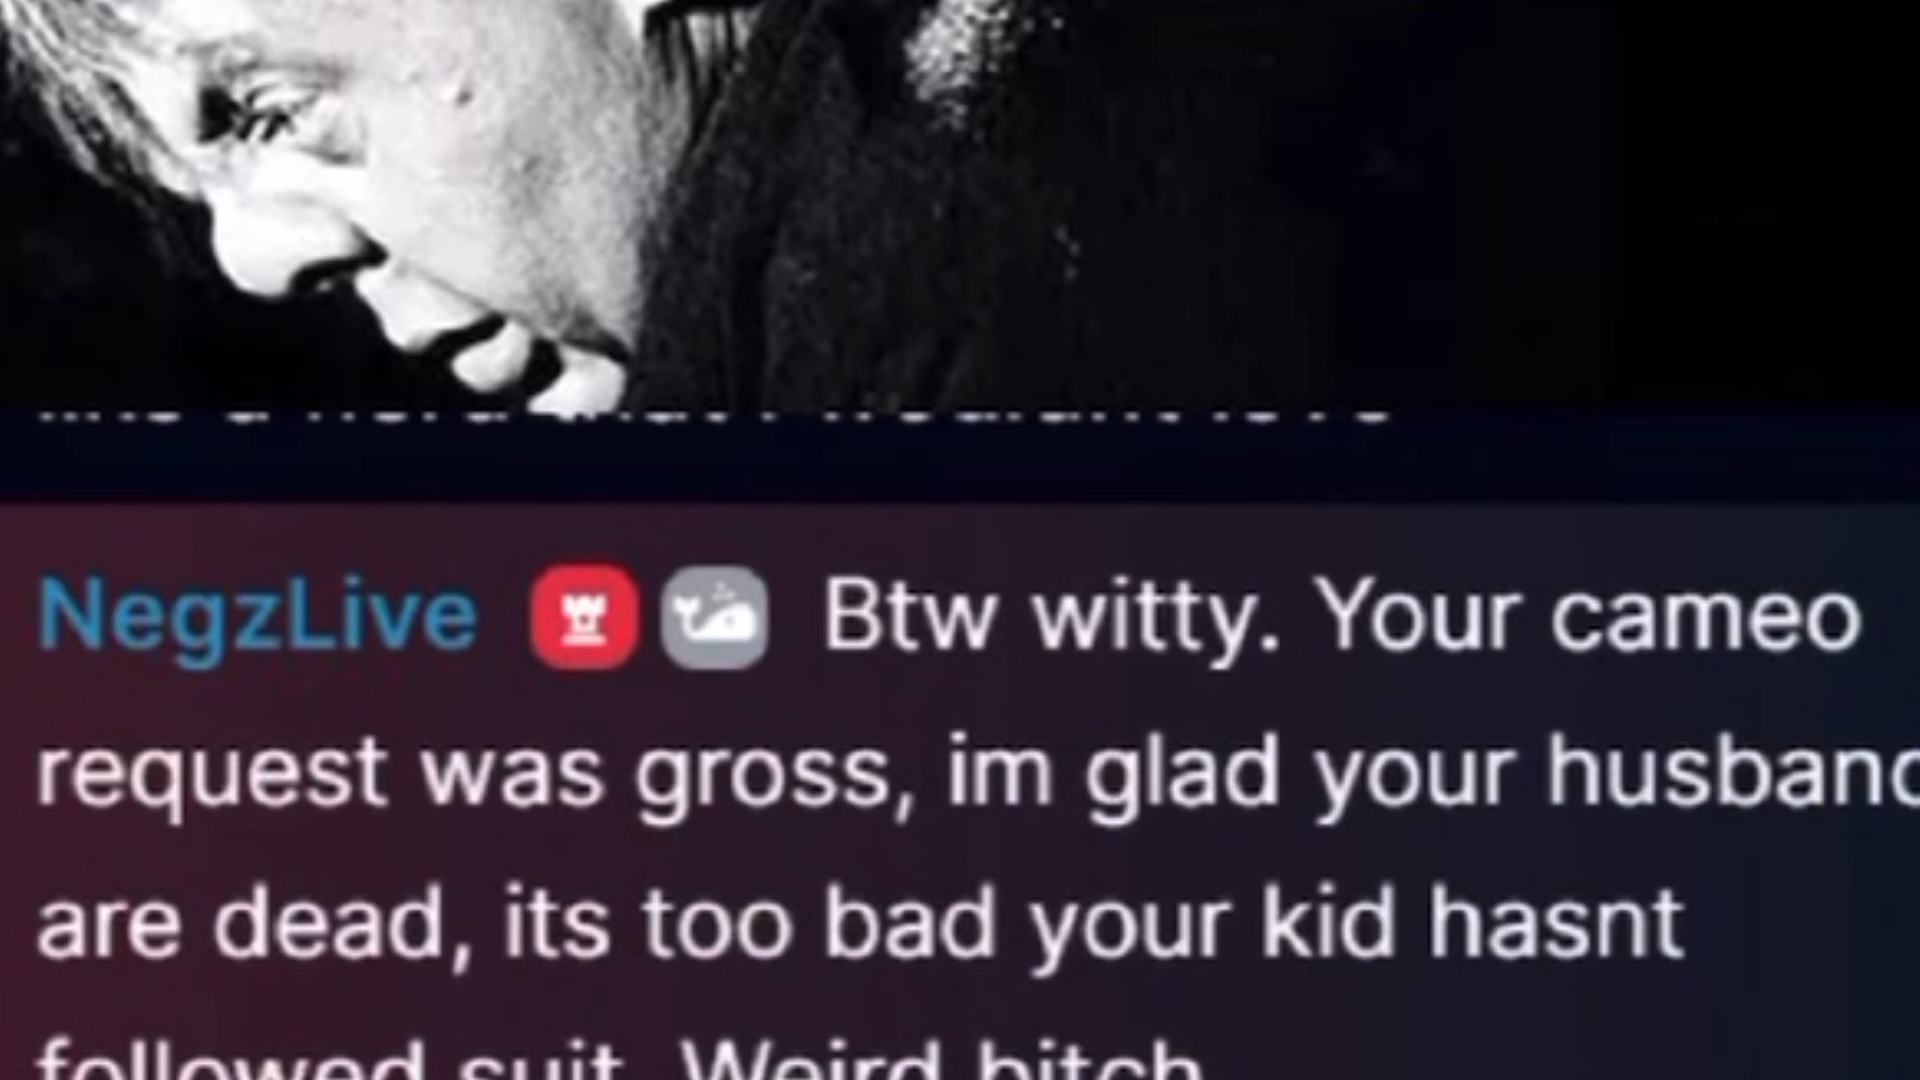 NegzLive Btw witty. Your cameo
request was gross, im glad your husband
are dead, its too bad your kid hasnt
followed suit. Weird bitch